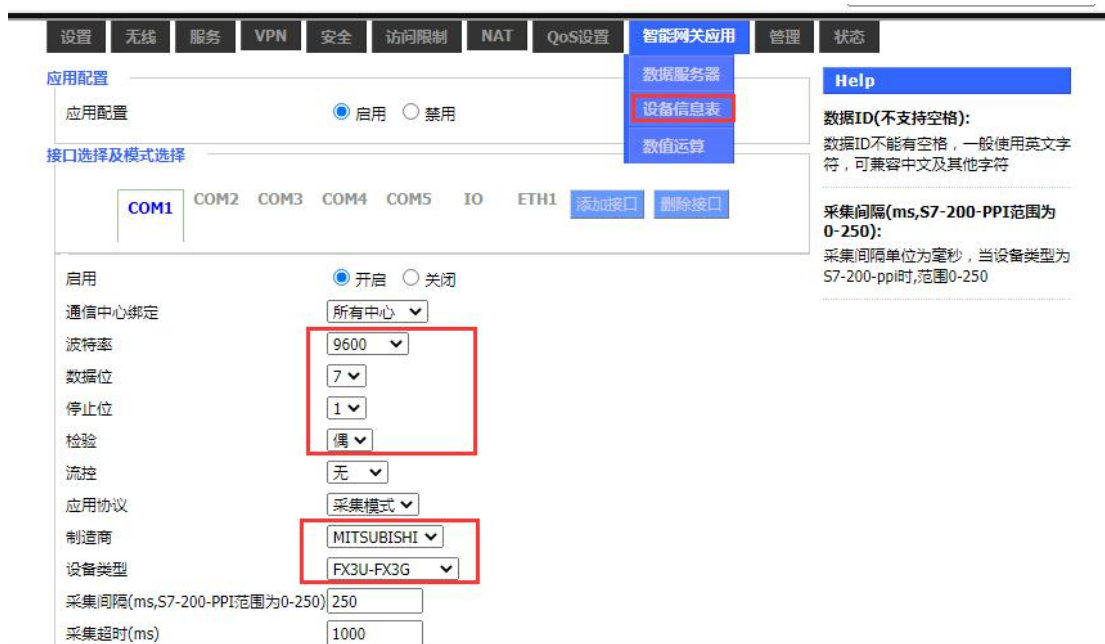 设置 无线 服务 VPN 安全 访问限制 NAT QoS设置 智能网关应用 管理 状态
数据服务器
设备信息表
数值运算
应用配置
应用配置 启用 禁用
接口选择及模式选择
COM1 COM2 COM3 COM4 COM5 IO ETH1 添加接口 删除接口
启用 开启 关闭
通信中心绑定 所有中心
波特率 9600
数据位 7
停止位 1
检验 偶
流控 无
应用协议 采集模式
制造商 MITSUBISHI
设备类型 FX3U-FX3G
采集间隔(ms,S7-200-PPI范围为0-250) 250
采集超时(ms) 1000
Help
数据ID(不支持空格):
数据ID不能有空格，一般使用英文字
符，可兼容中文及其他字符
采集间隔(ms,S7-200-PPI范围为
0-250):
采集间隔单位为毫秒，当设备类型为
S7-200-ppi时,范围0-250